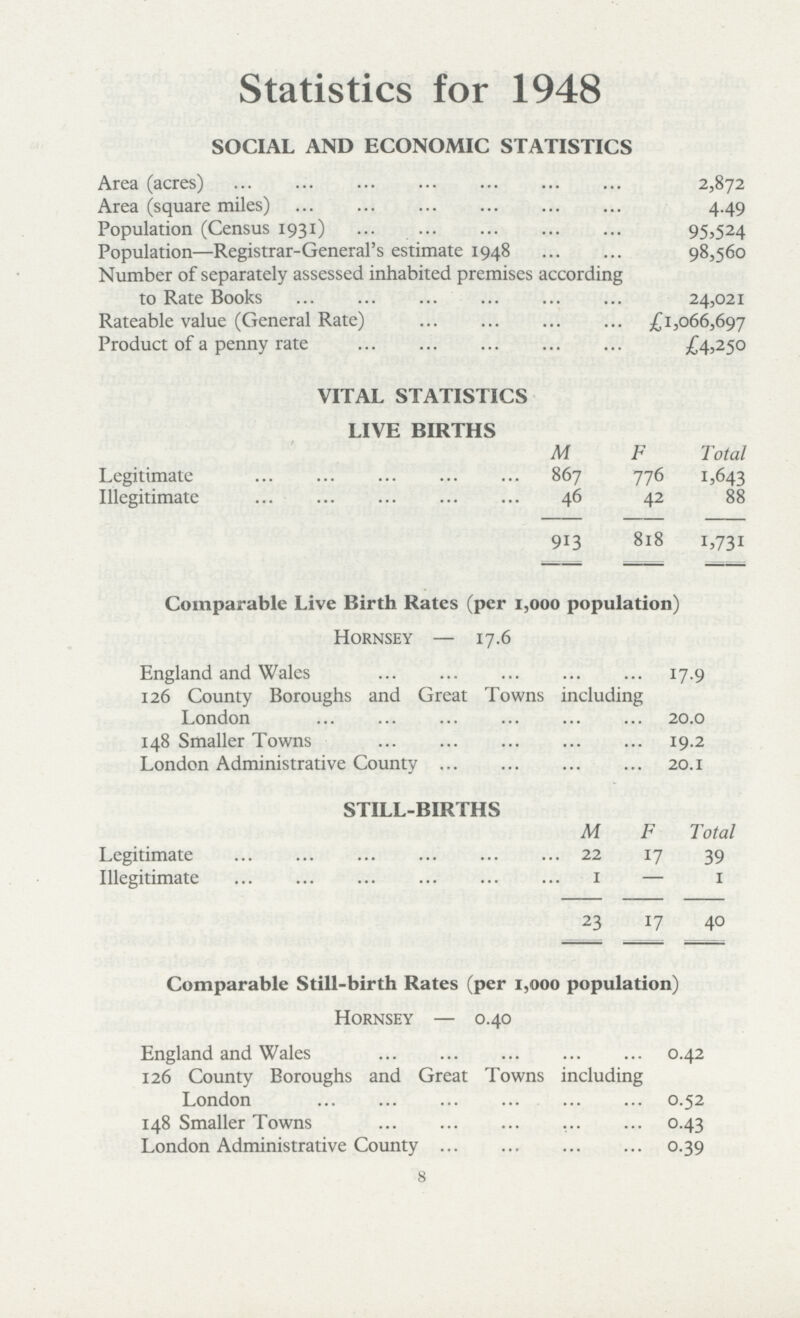 Statistics for 1948
SOCIAL AND ECONOMIC STATISTICS
Area (acres) ... ... ... ... ... ... ... 2,872
Area (square miles) ... ... ... ... ... ... 4.49
Population (Census 1931) ... ... ... ... ... 95,524
Population—Registrar-General's estimate 1948 ... ... 98,560
Number of separately assessed inhabited premises according
to Rate Books ... ... ... ... ... ... 24,021
Rateable value (General Rate) ... ... ... ... £1,066,697
Product of a penny rate ... ... ... ... ... £4,250
VITAL STATISTICS
LIVE BIRTHS
M F Total
Legitimate ... ... ... ... ... 867 776 1,643
Illegitimate ... ... ... ... ... 46 42 88
913 818 1,731
Comparable Live Birth Rates (per 1,000 population)
HORNSEY — 17.6
England and Wales ... ... ... ... ... 17.9
126 County Boroughs and Great Towns including
London ... ... ... ... ... ... 20.0
148 Smaller Towns ... ... ... ... ... 19.2
London Administrative County ... ... ... ... 20.1
STILL-BIRTHS
M F Total
Legitimate ... ... ... ... ... ... 22 17 39
Illegitimate ... ... ... ... ... ... 1 — 1
23 17 40
Comparable Still-birth Rates (per 1,000 population)
HORNSEY — 0.40
England and Wales ... ... ... ... ... 0.42
126 County Boroughs and Great Towns including
London ... ... ... ... ... ... 0.52
148 Smaller Towns ... ... ... ... ... 0.43
London Administrative County ... ... ... ... 0.39
8